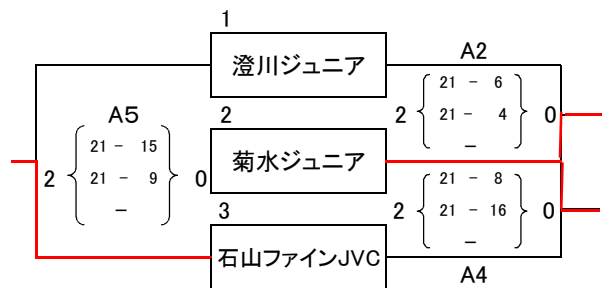 1
澄川ジュニア
A2
21 － 6
2 21 － 4 0
－
A5
21 － 15
2 21 － 9 0
－
2
菊水ジュニア
21 － 8
2 21 － 16 0
－
3
石山ファインJVC
A4